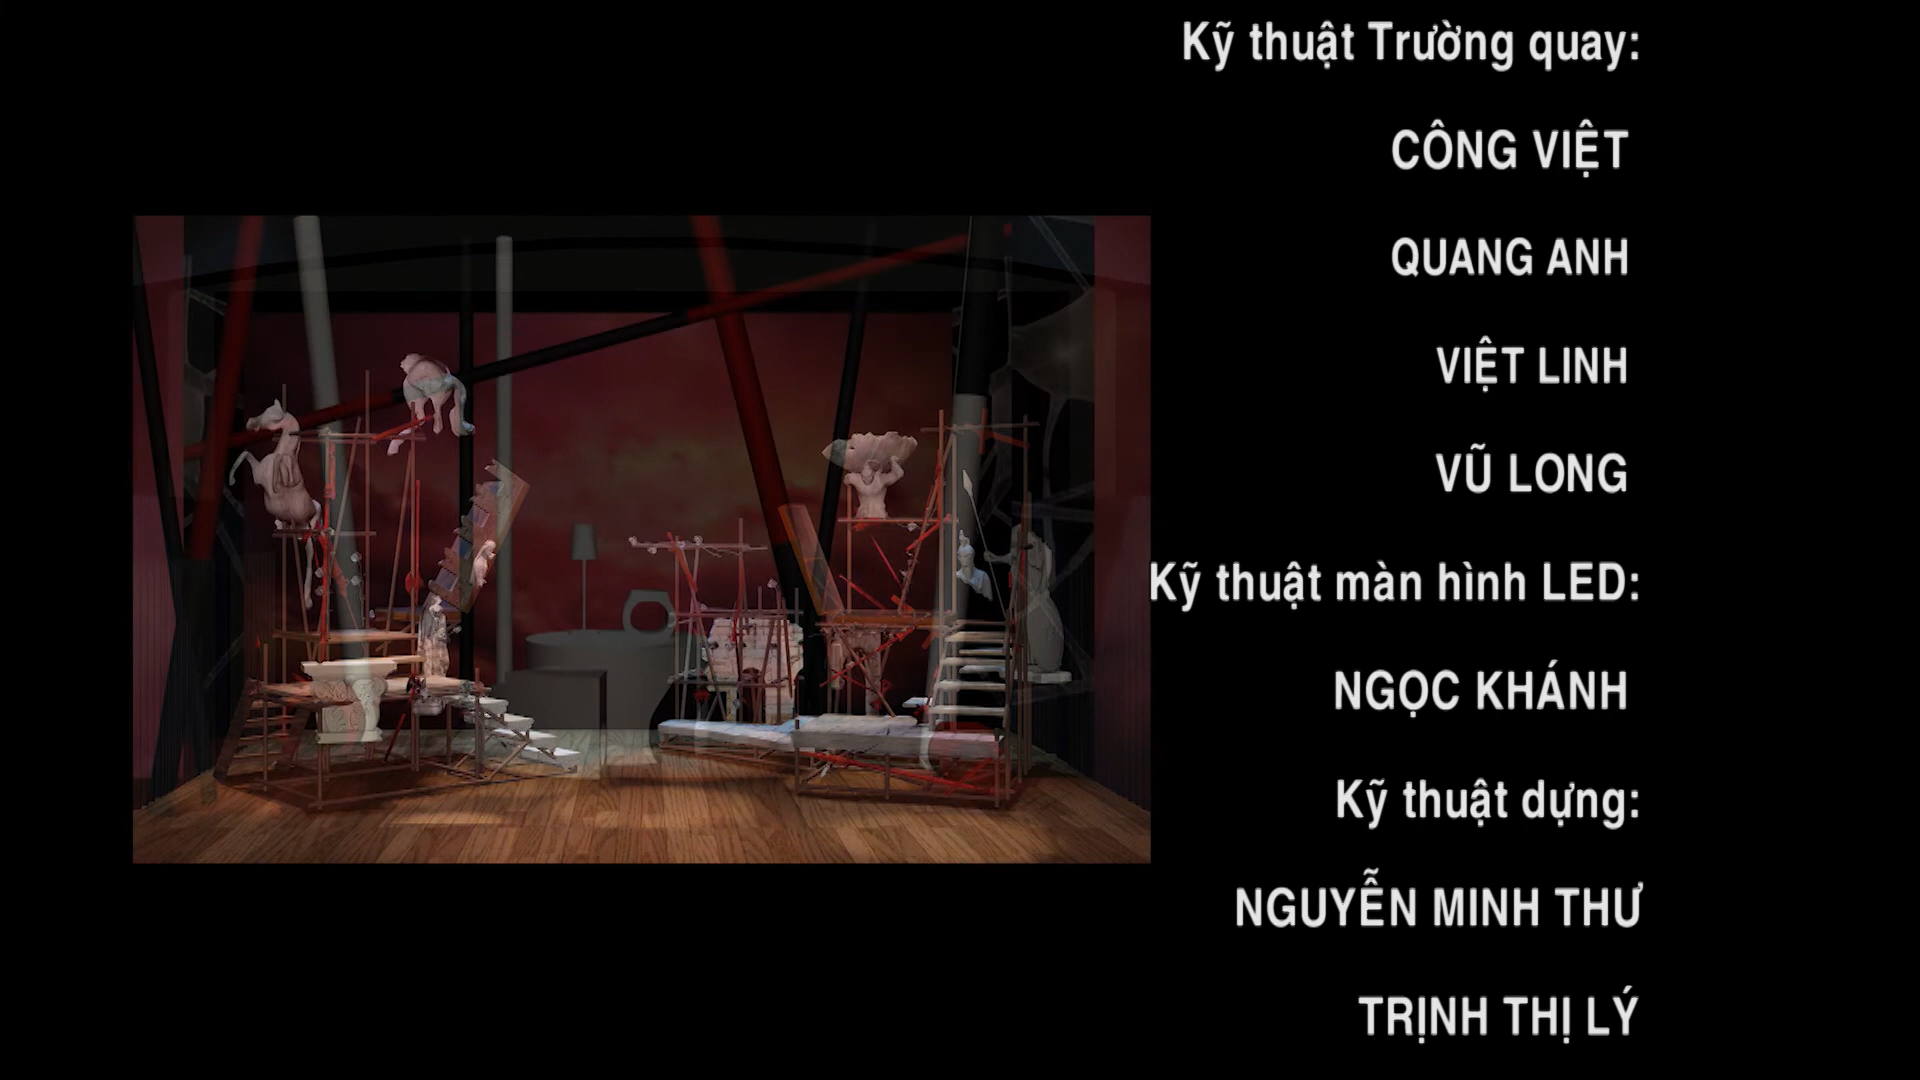 Kỹ thuật Trường quay:
CÔNG VIỆT
QUANG ANH
VIỆT LINH
VŨ LONG
Kỹ thuật màn hình LED:
NGỌC KHÁNH
Kỹ thuật dựng:
NGUYỄN MINH THƯ
TRỊNH THỊ LÝ